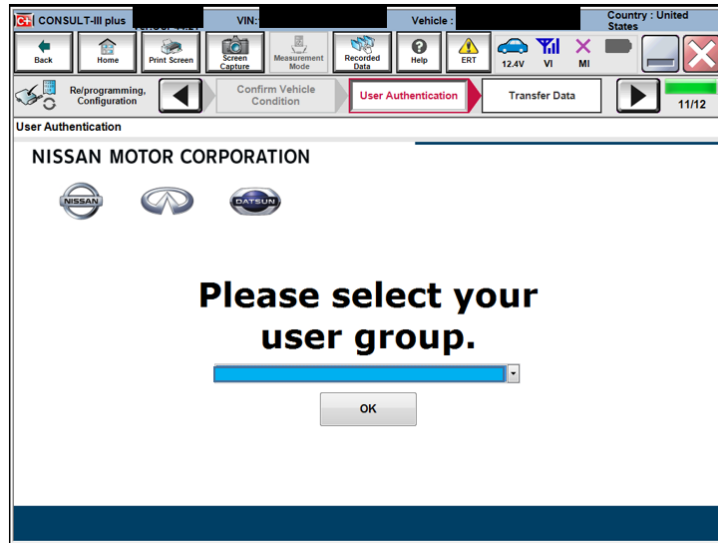 CONSULT-III plus
VIN:
Vehicle :
Country : United
States
Back
Home
Print Screen
Screen
Capture
Measurement
Mode
Recorded
Data
Help
ERT
12.4V
VI
MI
Re/programming,
Configuration
Confirm Vehicle
Condition
User Authentication
Transfer Data
11/12
User Authentication
NISSAN MOTOR CORPORATION
NISSAN
DATSUN
Please select your
user group.
OK